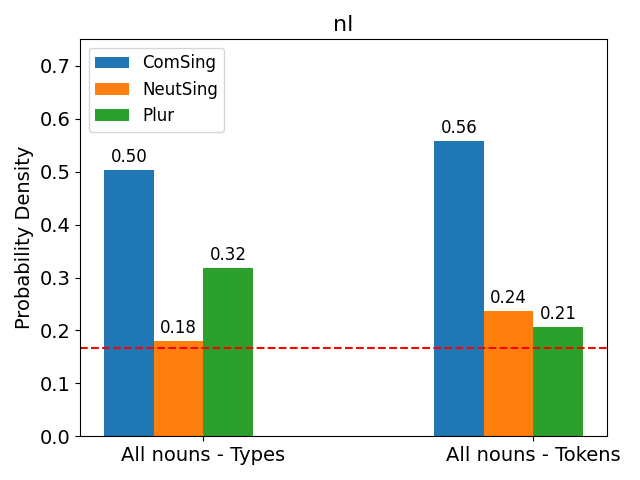 nl
Probability Density
0.7
0.6
0.5
0.4
0.3
0.2
0.1
0.0
ComSing
NeutSing
Plur
0.50
0.18
0.32
0.56
0.24
0.21
All nouns - Types
All nouns - Tokens